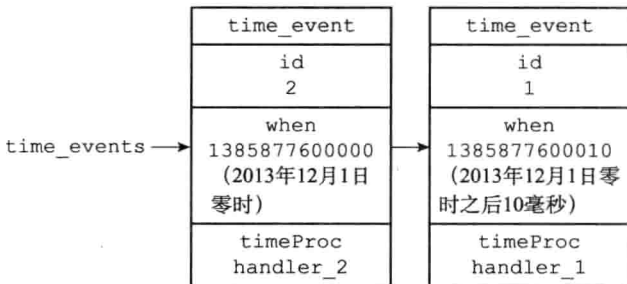 time_event
id
2
when
1385877600000
(2013年12月1日
零时)
timeProc
handler_2
time_events
time_event
id
1
when
1385877600010
(2013年12月1日零
时之后10毫秒)
timeProc
handler_1